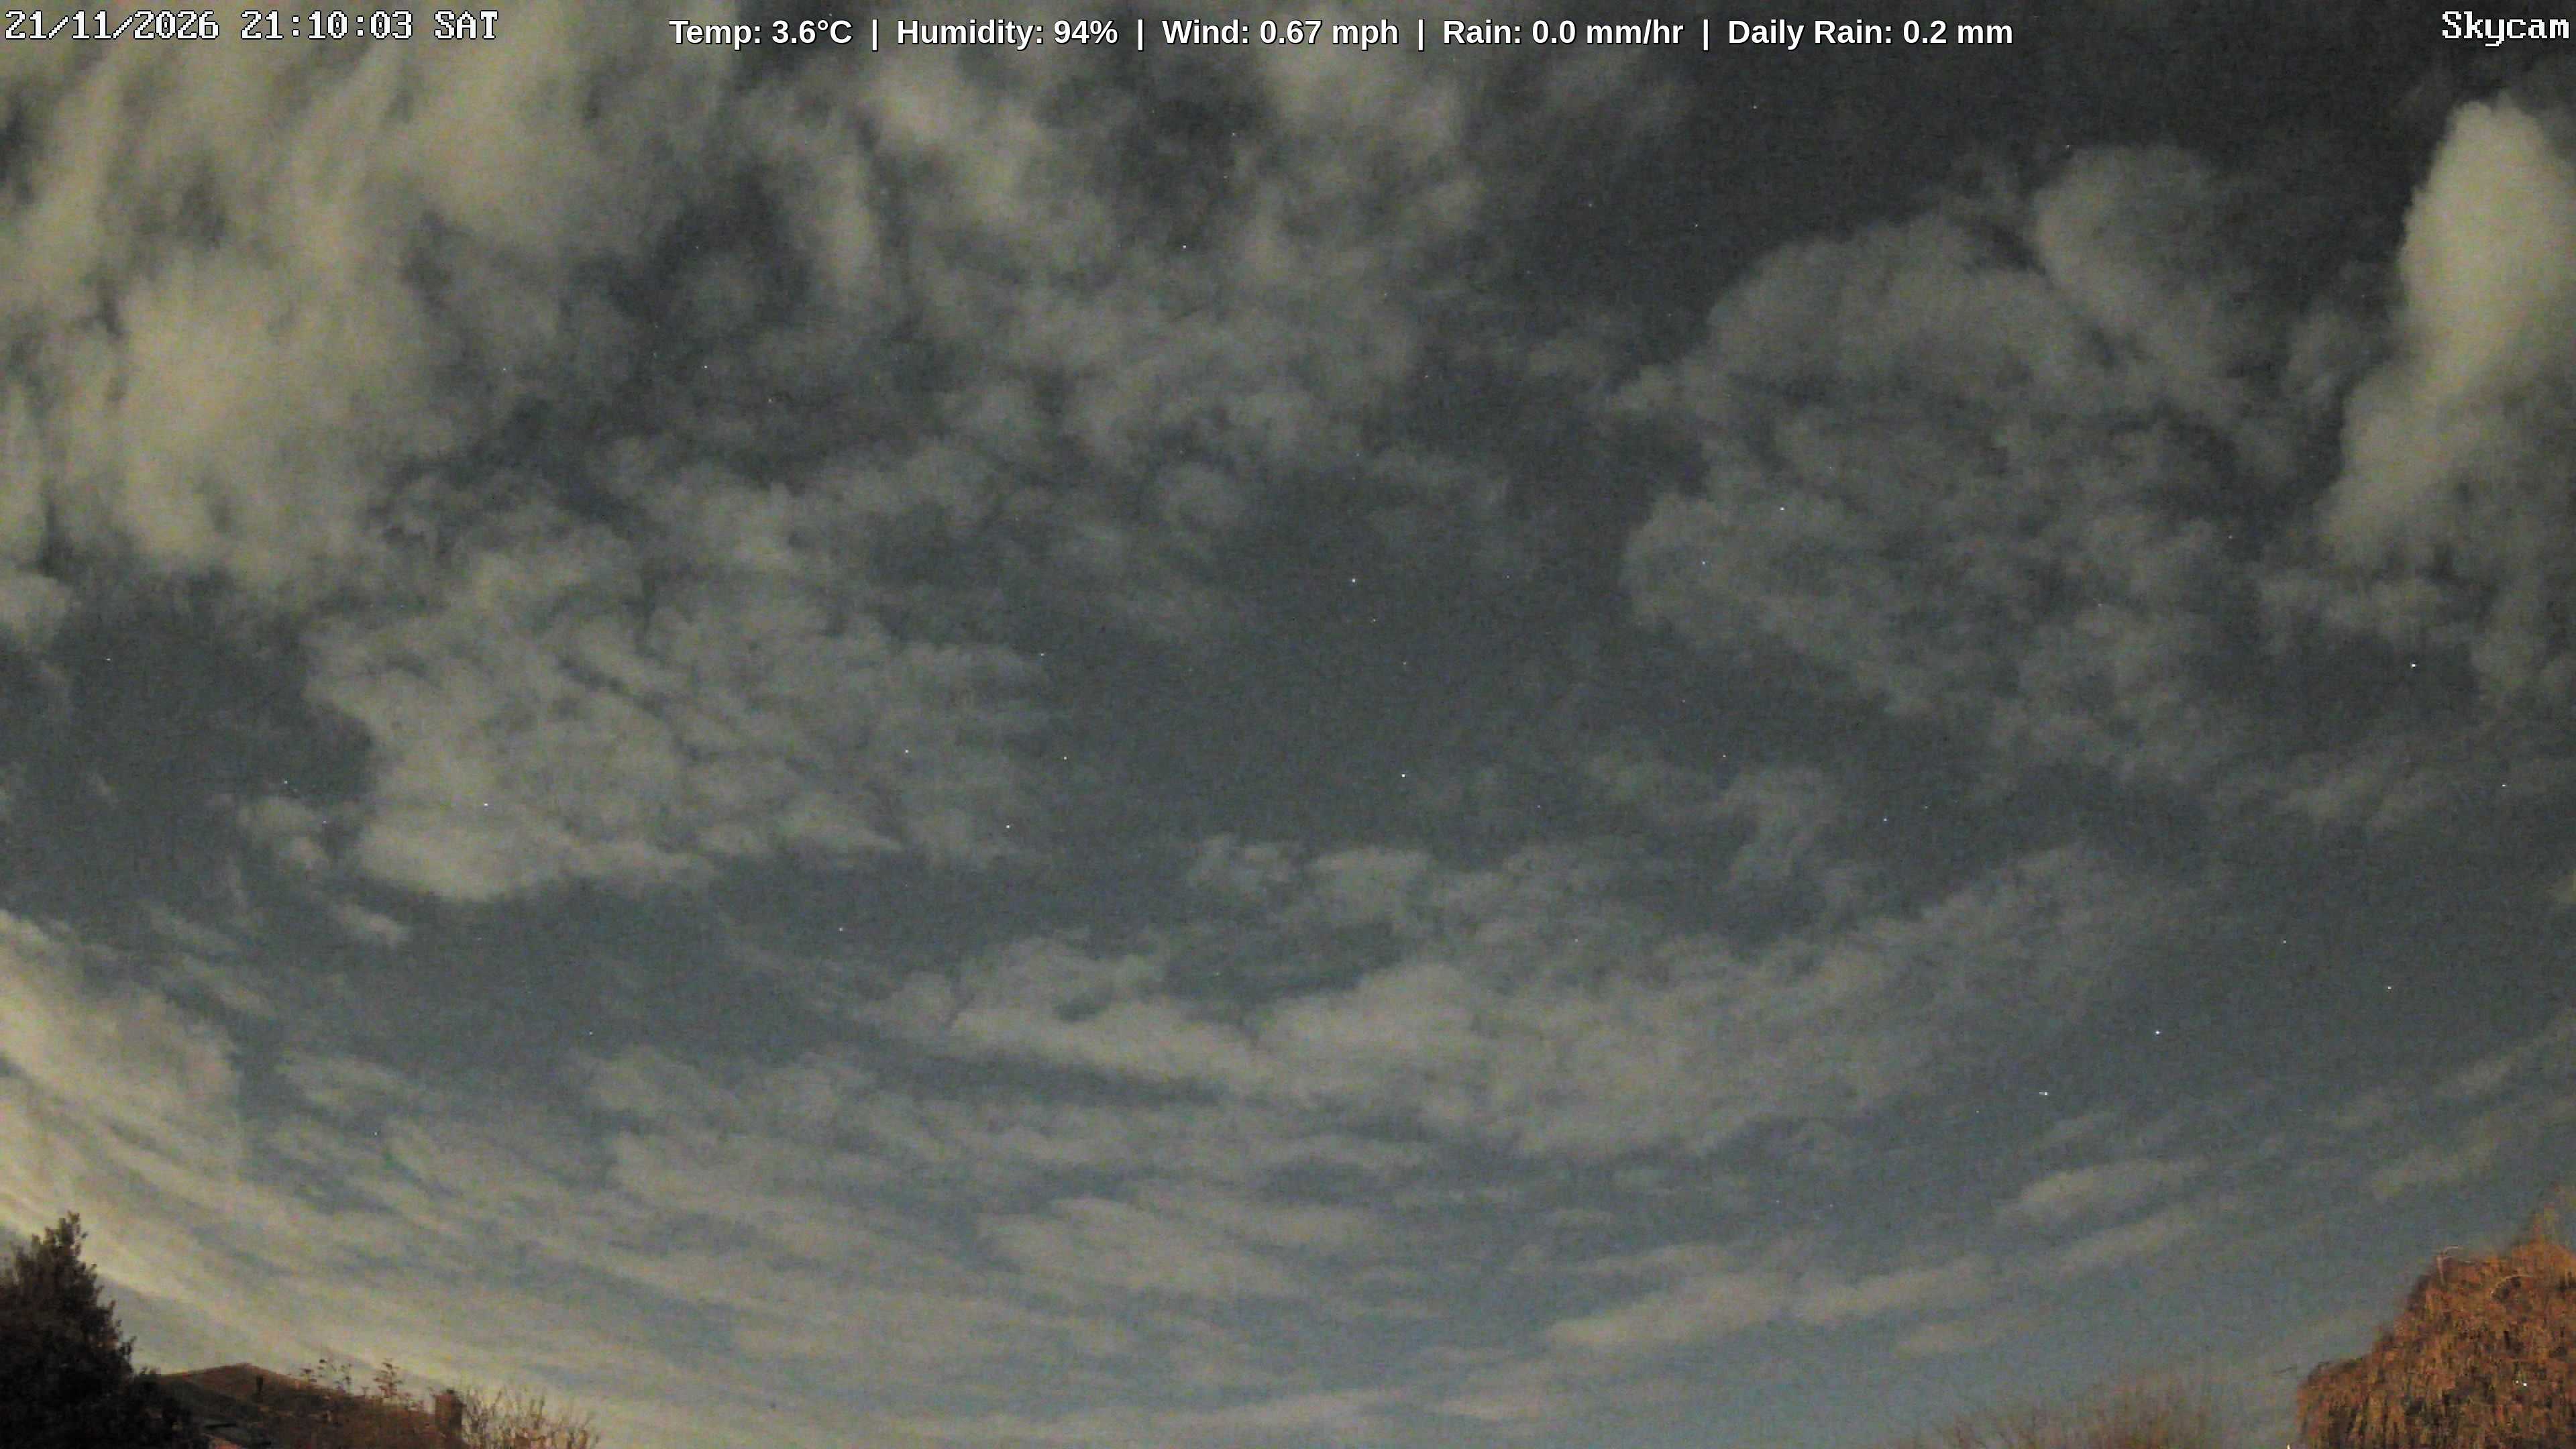 21/11/2026 21:10:03 SAT
Temp: 3.6°C | Humidity: 94% | Wind: 0.67 mph | Rain: 0.0 mm/hr | Daily Rain: 0.2 mm
Skycam